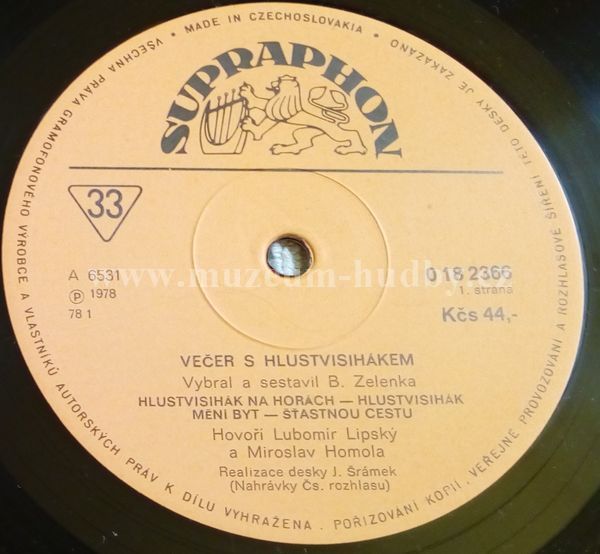 VŠECHNA PRÁVA GRAMOFONOVÉHO VÝROBCE A VLASTNÍKŮ AUTORSKÝCH PRÁV K DÍLU VYHRAŽENA. POŘIZOVÁNÍ KOPIÍ, VEŘEJNÉ PROVOZOVÁNÍ A ROZHLASOVÉ ŠÍŘENÍ TÉTO DESKY JE ZAKÁZÁNO
• MADE IN CZECHOSLOVAKIA •
SUPRAPHON
33
A 6531
Ⓟ 1978
78 1
0 18 2366
1. strana
Kčs 44,-
www.muzeum-hudby
VEČER S HLUSTVISIHÁKEM
Vybral a sestavil B. Zelenka
HLUSTVISIHÁK NA HORÁCH — HLUSTVISIHÁK
MĚNÍ BYT — ŠŤASTNOU CESTU
Hovoří Lubomír Lipský
a Miroslav Homola
Realizace desky J. Šrámek
(Nahrávky Čs. rozhlasu)